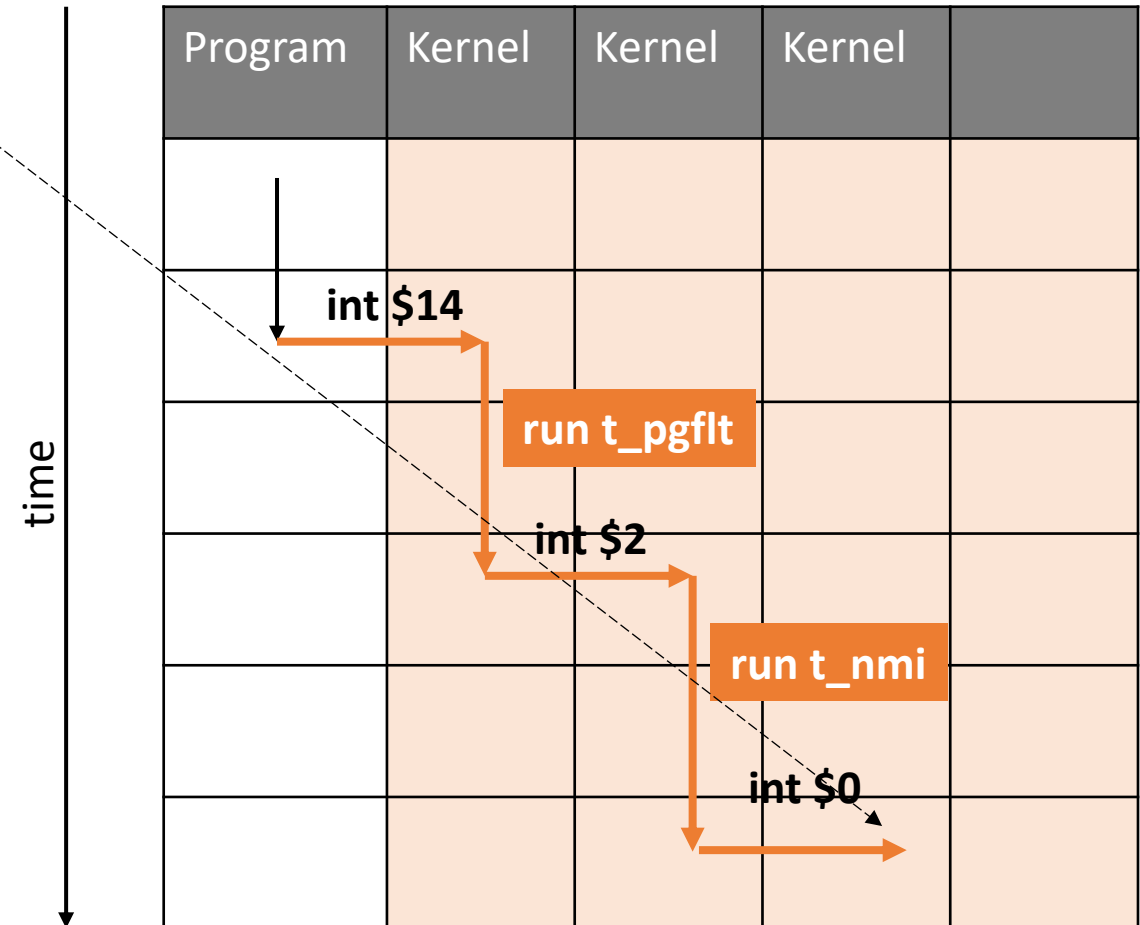 Program
Kernel
Kernel
Kernel
int $14
run t_pgflt
time
int $2
run t_nmi
int $0